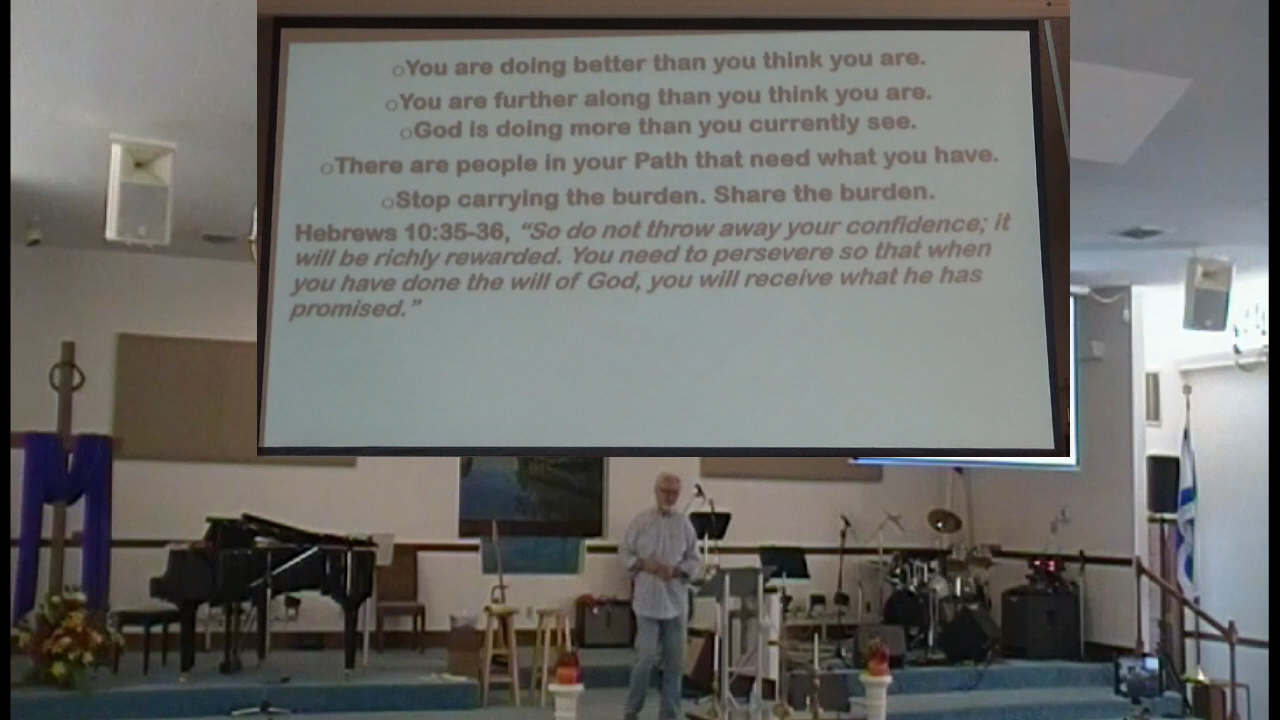 ○You are doing better than you think you are.
○You are further along than you think you are.
○God is doing more than you currently see.
○There are people in your Path that need what you have.
○Stop carrying the burden. Share the burden.
Hebrews 10:35-36, “So do not throw away your confidence; it
will be richly rewarded. You need to persevere so that when
you have done the will of God, you will receive what he has
promised.”